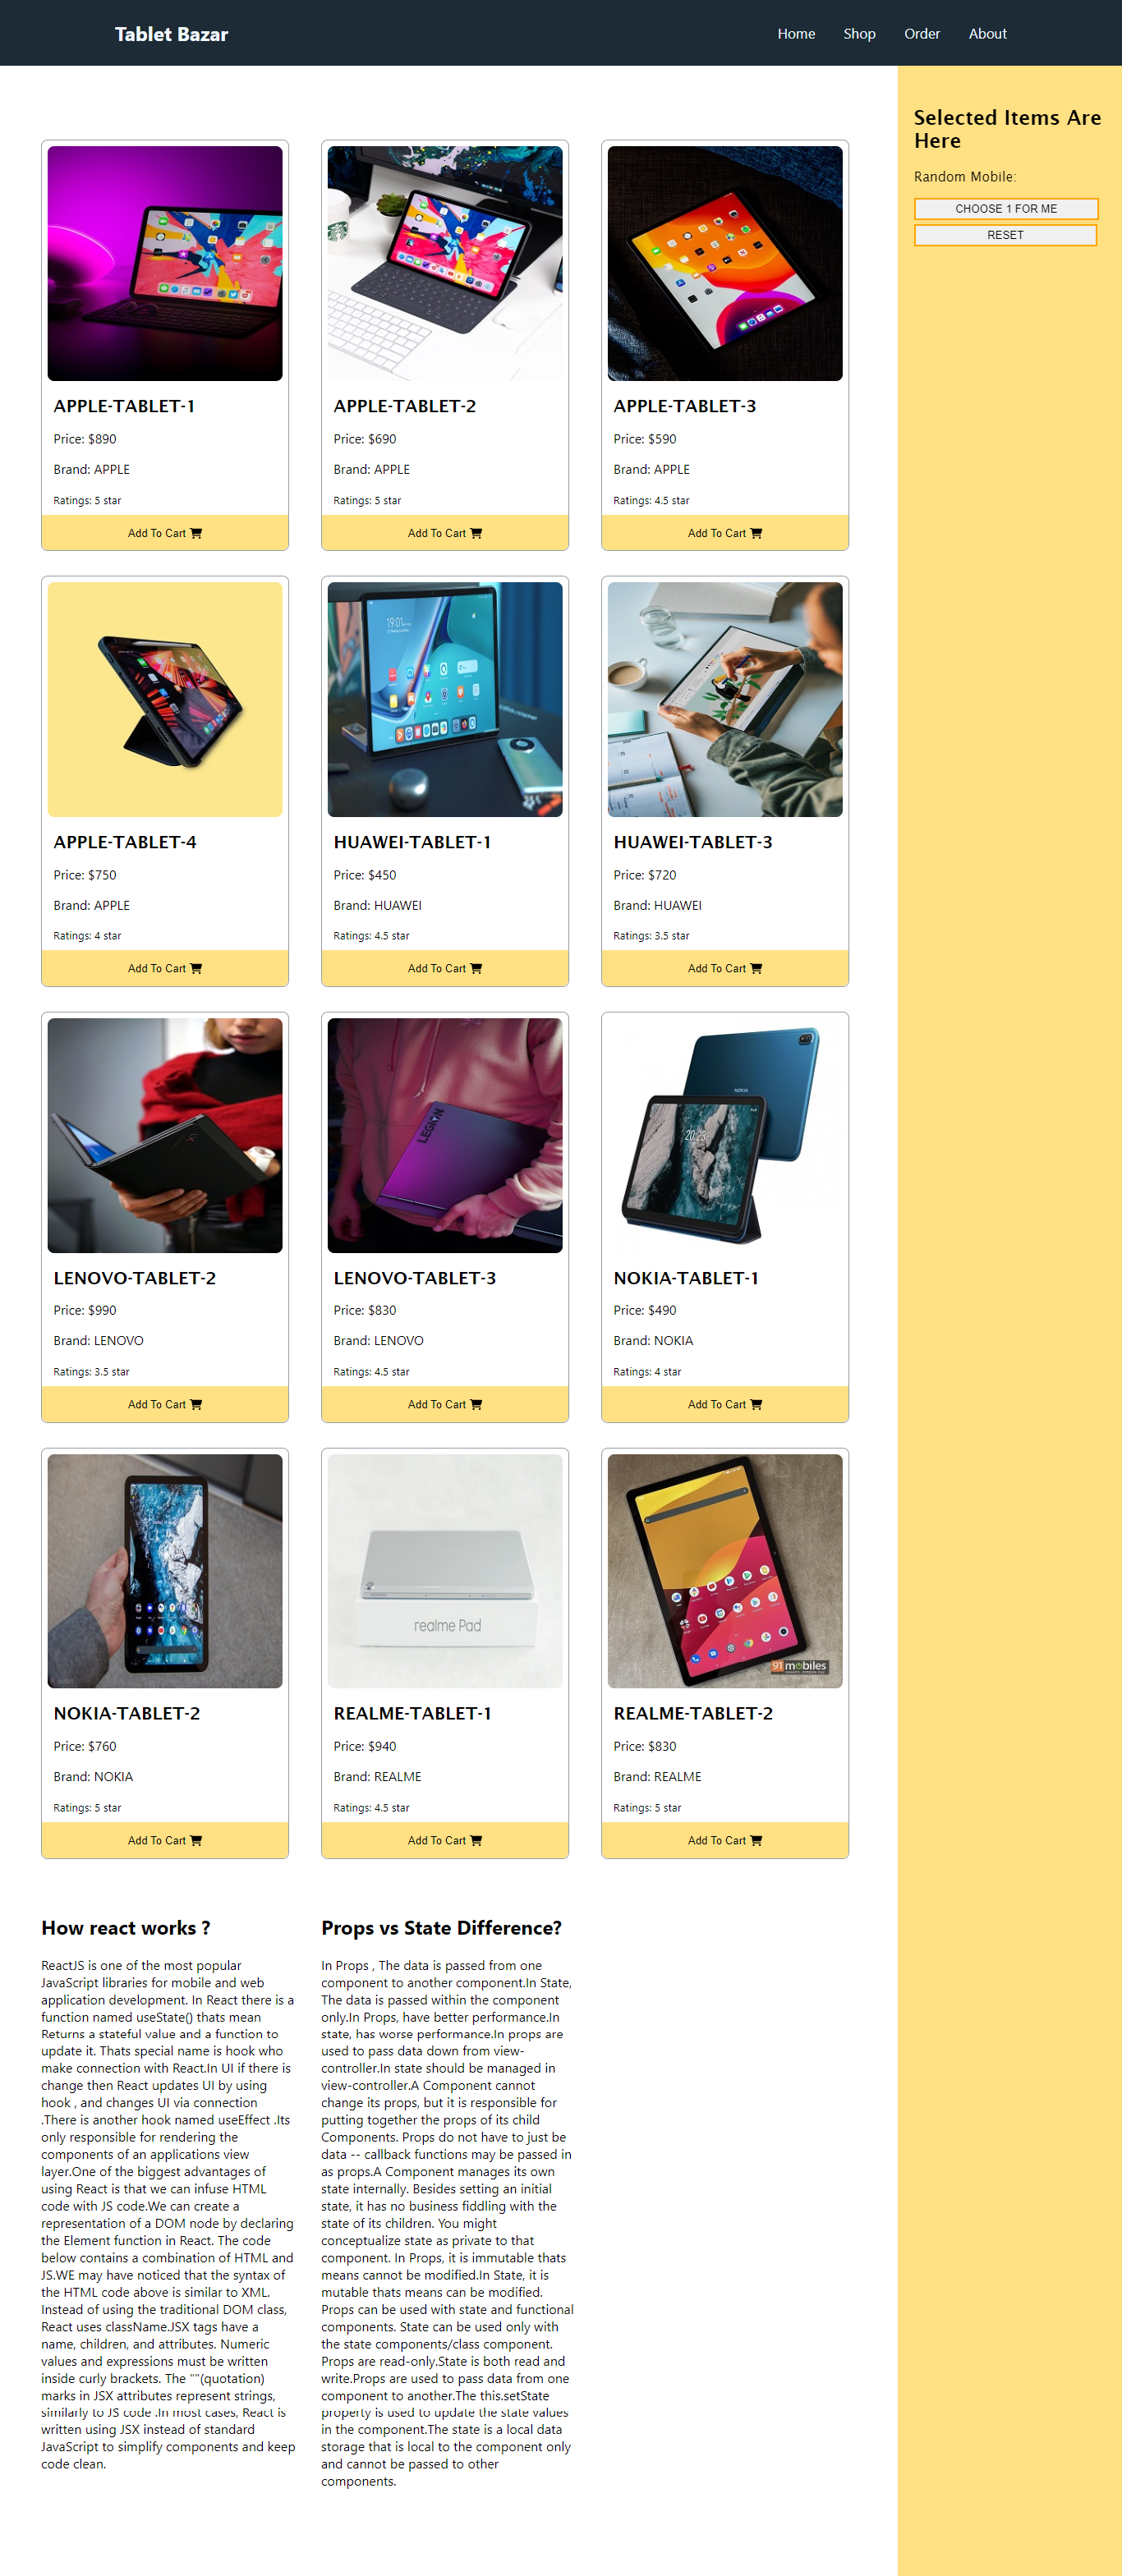 Tablet Bazar
Home
Shop
Order
About
Selected Items Are
Here
Random Mobile:
CHOOSE 1 FOR ME
RESET
APPLE-TABLET-1
Price: $890
Brand: APPLE
Ratings: 5 star
Add To Cart
APPLE-TABLET-2
Price: $690
Brand: APPLE
Ratings: 5 star
Add To Cart
APPLE-TABLET-3
Price: $590
Brand: APPLE
Ratings: 4.5 star
Add To Cart
APPLE-TABLET-4
Price: $750
Brand: APPLE
Ratings: 4 star
Add To Cart
19:01
HUAWEI-TABLET-1
Price: $450
Brand: HUAWEI
Ratings: 4.5 star
Add To Cart
HUAWEI-TABLET-3
Price: $720
Brand: HUAWEI
Ratings: 3.5 star
Add To Cart
LENOVO-TABLET-2
Price: $990
Brand: LENOVO
Ratings: 3.5 star
Add To Cart
LEGION
LENOVO-TABLET-3
Price: $830
Brand: LENOVO
Ratings: 4.5 star
Add To Cart
NOKIA
20:23
NOKIA-TABLET-1
Price: $490
Brand: NOKIA
Ratings: 4 star
Add To Cart
NOKIA-TABLET-2
Price: $760
Brand: NOKIA
Ratings: 5 star
Add To Cart
realme Pad
REALME-TABLET-1
Price: $940
Brand: REALME
Ratings: 4.5 star
Add To Cart
91mobiles
REALME-TABLET-2
Price: $830
Brand: REALME
Ratings: 5 star
Add To Cart
How react works ?
ReactJS is one of the most popular
JavaScript libraries for mobile and web
application development. In React there is a
function named useState() thats mean
Returns a stateful value and a function to
update it. Thats special name is hook who
make connection with React.In UI if there is
change then React updates UI by using
hook , and changes UI via connection
.There is another hook named useEffect .Its
only responsible for rendering the
components of an applications view
layer.One of the biggest advantages of
using React is that we can infuse HTML
code with JS code.We can create a
representation of a DOM node by declaring
the Element function in React. The code
below contains a combination of HTML and
JS.WE may have noticed that the syntax of
the HTML code above is similar to XML.
Instead of using the traditional DOM class,
React uses className.JSX tags have a
name, children, and attributes. Numeric
values and expressions must be written
inside curly brackets. The ""(quotation)
marks in JSX attributes represent strings,
similarly to JS code .In most cases, React is
written using JSX instead of standard
JavaScript to simplify components and keep
code clean.
Props vs State Difference?
In Props , The data is passed from one
component to another component.In State,
The data is passed within the component
only.In Props, have better performance.In
state, has worse performance.In props are
used to pass data down from view-
controller.In state should be managed in
view-controller.A Component cannot
change its props, but it is responsible for
putting together the props of its child
Components. Props do not have to just be
data -- callback functions may be passed in
as props.A Component manages its own
state internally. Besides setting an initial
state, it has no business fiddling with the
state of its children. You might
conceptualize state as private to that
component. In Props, it is immutable thats
means cannot be modified.In State, it is
mutable thats means can be modified.
Props can be used with state and functional
components. State can be used only with
the state components/class component.
Props are read-only.State is both read and
write.Props are used to pass data from one
component to another.The this.setState
property is used to update the state values
in the component.The state is a local data
storage that is local to the component only
and cannot be passed to other
components.